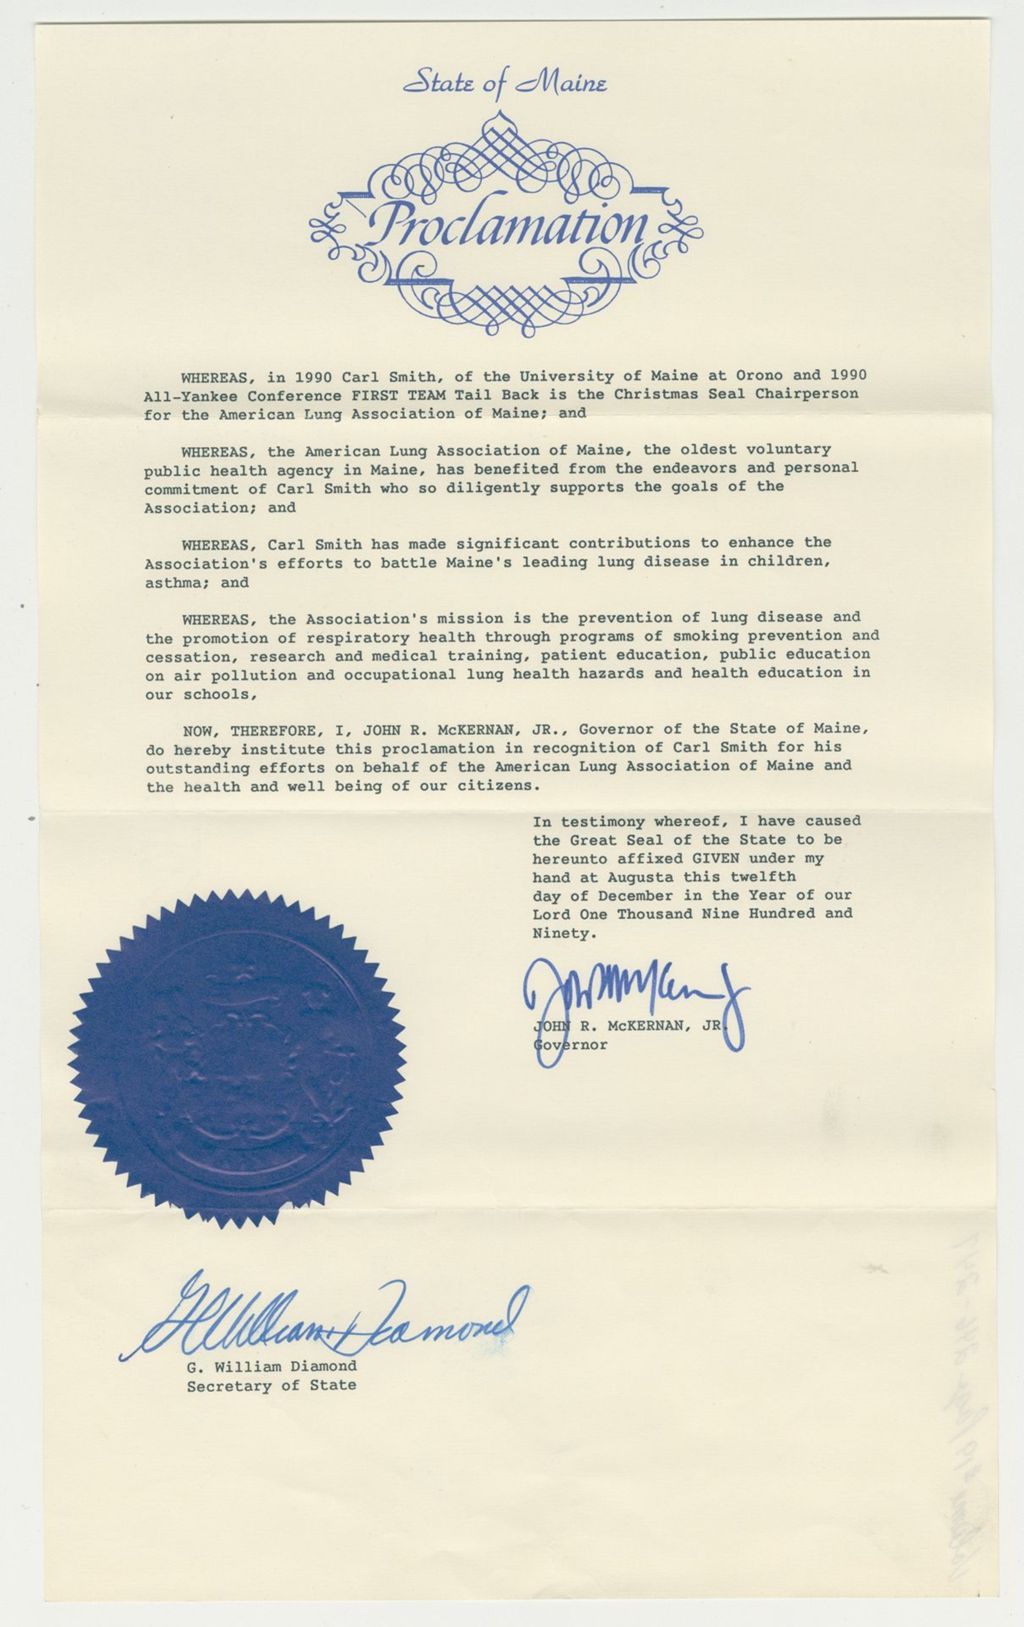 State of Maine
Proclamation
WHEREAS, in 1990 Carl Smith, of the University of Maine at Orono and 1990
All-Yankee Conference FIRST TEAM Tail Back is the Christmas Seal Chairperson
for the American Lung Association of Maine; and
WHEREAS, the American Lung Association of Maine, the oldest voluntary
public health agency in Maine, has benefited from the endeavors and personal
commitment of Carl Smith who so diligently supports the goals of the
Association; and
WHEREAS, Carl Smith has made significant contributions to enhance the
Association's efforts to battle Maine's leading lung disease in children,
asthma; and
WHEREAS, the Association's mission is the prevention of lung disease and
the promotion of respiratory health through programs of smoking prevention and
cessation, research and medical training, patient education, public education
on air pollution and occupational lung health hazards and health education in
our schools,
NOW, THEREFORE, I, JOHN R. McKERNAN, JR., Governor of the State of Maine,
do hereby institute this proclamation in recognition of Carl Smith for his
outstanding efforts on behalf of the American Lung Association of Maine and
the health and well being of our citizens.
In testimony whereof, I have caused
the Great Seal of the State to be
hereunto affixed GIVEN under my
hand at Augusta this twelfth
day of December in the Year of our
Lord One Thousand Nine Hundred and
Ninety.
JOHN R. McKERNAN, JR.
Governor
G. William Diamond
G. William Diamond
Secretary of State